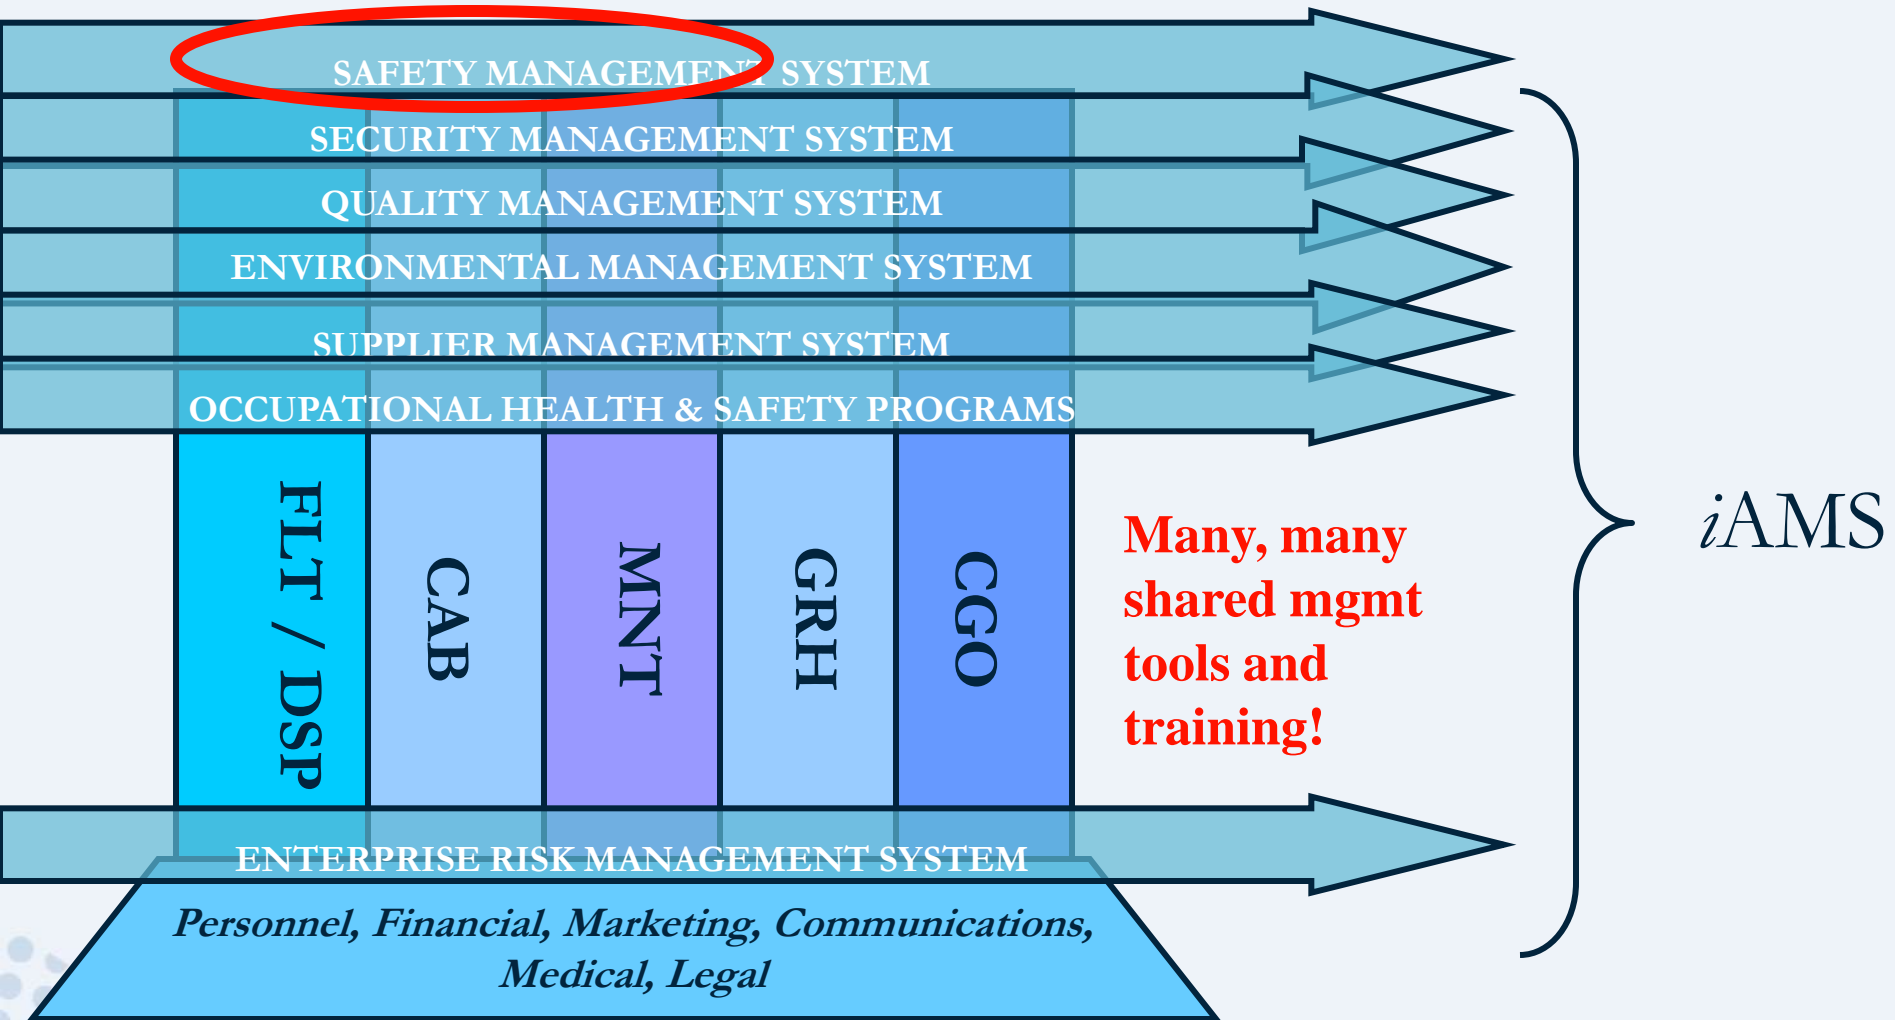 SAFETY MANAGEMENT SYSTEM
SECURITY MANAGEMENT SYSTEM
QUALITY MANAGEMENT SYSTEM
ENVIRONMENTAL MANAGEMENT SYSTEM
SUPPLIER MANAGEMENT SYSTEM
OCCUPATIONAL HEALTH & SAFETY PROGRAMS
FLT / DSP
CAB
MNT
GRH
CGO
Many, many
shared mgmt
tools and
training!
iAMS
ENTERPRISE RISK MANAGEMENT SYSTEM
Personnel, Financial, Marketing, Communications,
Medical, Legal